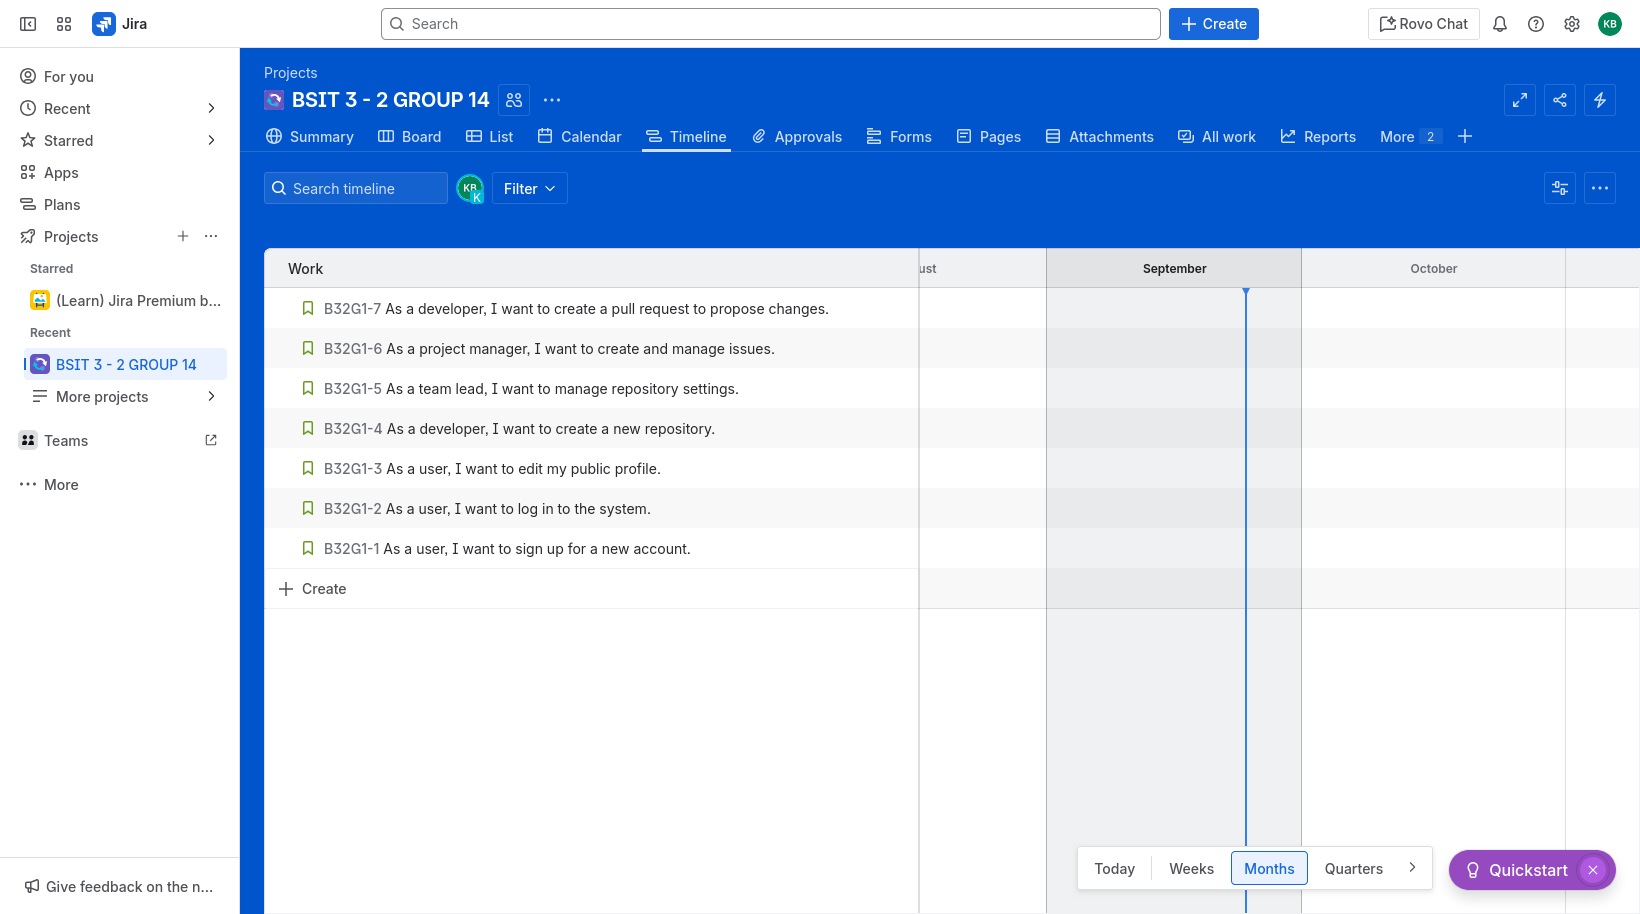 Jira
Search
Create
Rovo Chat
KB
For you
Recent
Starred
Apps
Plans
Projects
Starred
(Learn) Jira Premium b...
Recent
BSIT 3 - 2 GROUP 14
More projects
Teams
More
Give feedback on the n...
Projects
BSIT 3 - 2 GROUP 14
Summary
Board
List
Calendar
Timeline
Approvals
Forms
Pages
Attachments
All work
Reports
More 2
Search timeline
KB
K
Filter
Work
ust
September
October
B32G1-7 As a developer, I want to create a pull request to propose changes.
B32G1-6 As a project manager, I want to create and manage issues.
B32G1-5 As a team lead, I want to manage repository settings.
B32G1-4 As a developer, I want to create a new repository.
B32G1-3 As a user, I want to edit my public profile.
B32G1-2 As a user, I want to log in to the system.
B32G1-1 As a user, I want to sign up for a new account.
Create
Today
Weeks
Months
Quarters
Quickstart